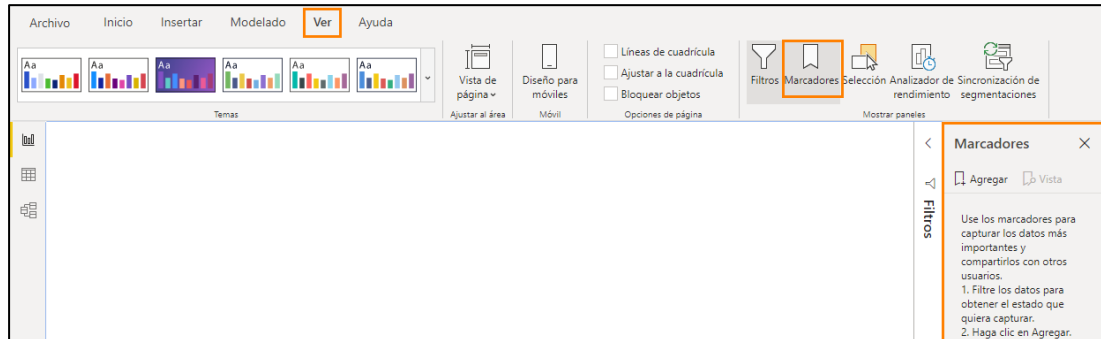 Archivo Inicio Insertar Modelado Ver Ayuda
Aa Aa Aa Aa Aa Aa
Vista de página
Diseño para móviles
Líneas de cuadrícula
Ajustar a la cuadrícula
Bloquear objetos
Filtros Marcadores Selección Analizador de rendimiento Sincronización de segmentaciones
Temas Ajustar al área Móvil Opciones de página Mostrar paneles
Filtros
Marcadores
Agregar Vista
Use los marcadores para
capturar los datos más
importantes y
compartirlos con otros
usuarios.
1. Filtre los datos para
obtener el estado que
quiera capturar.
2. Haga clic en Agregar.